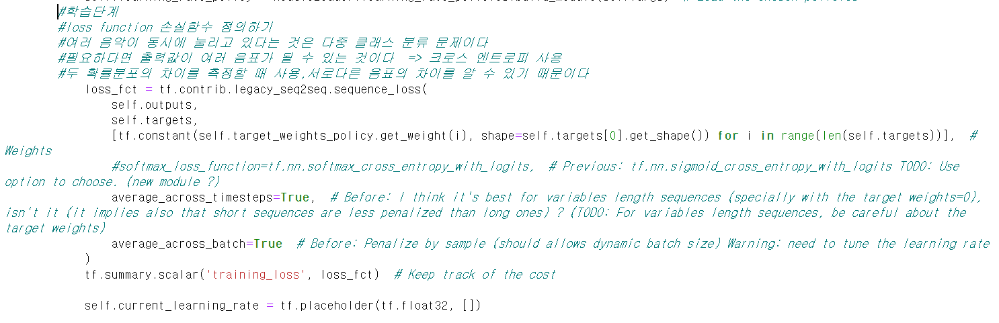 #학습단계
#loss function 손실함수 정의하기
#여러 음악이 동시에 눌리고 있다는 것은 다중 클래스 분류 문제이다
#필요하다면 출력값이 여러 음표가 될 수 있는 것이다 => 크로스 엔트로피 사용
#두 확률분포의 차이를 측정할 때 사용,서로다른 음표의 차이를 알 수 있기 때문이다
loss_fct = tf.contrib.legacy_seq2seq.sequence_loss(
self.outputs,
self.targets,
[tf.constant(self.target_weights_policy.get_weight(i), shape=self.targets[0].get_shape()) for i in range(len(self.targets))],  #
Weights
#softmax_loss_function=tf.nn.softmax_cross_entropy_with_logits,  # Previous: tf.nn.sigmoid_cross_entropy_with_logits TODO: Use
option to choose. (new module ?)
average_across_timesteps=True,  # Before: I think it's best for variables length sequences (specially with the target weights=0),
isn't it (it implies also that short sequences are less penalized than long ones) ? (TODO: For variables length sequences, be careful about the
target weights)
average_across_batch=True  # Before: Penalize by sample (should allows dynamic batch size) Warning: need to tune the learning rate
)
tf.summary.scalar('training_loss', loss_fct)  # Keep track of the cost
self.current_learning_rate = tf.placeholder(tf.float32, [])